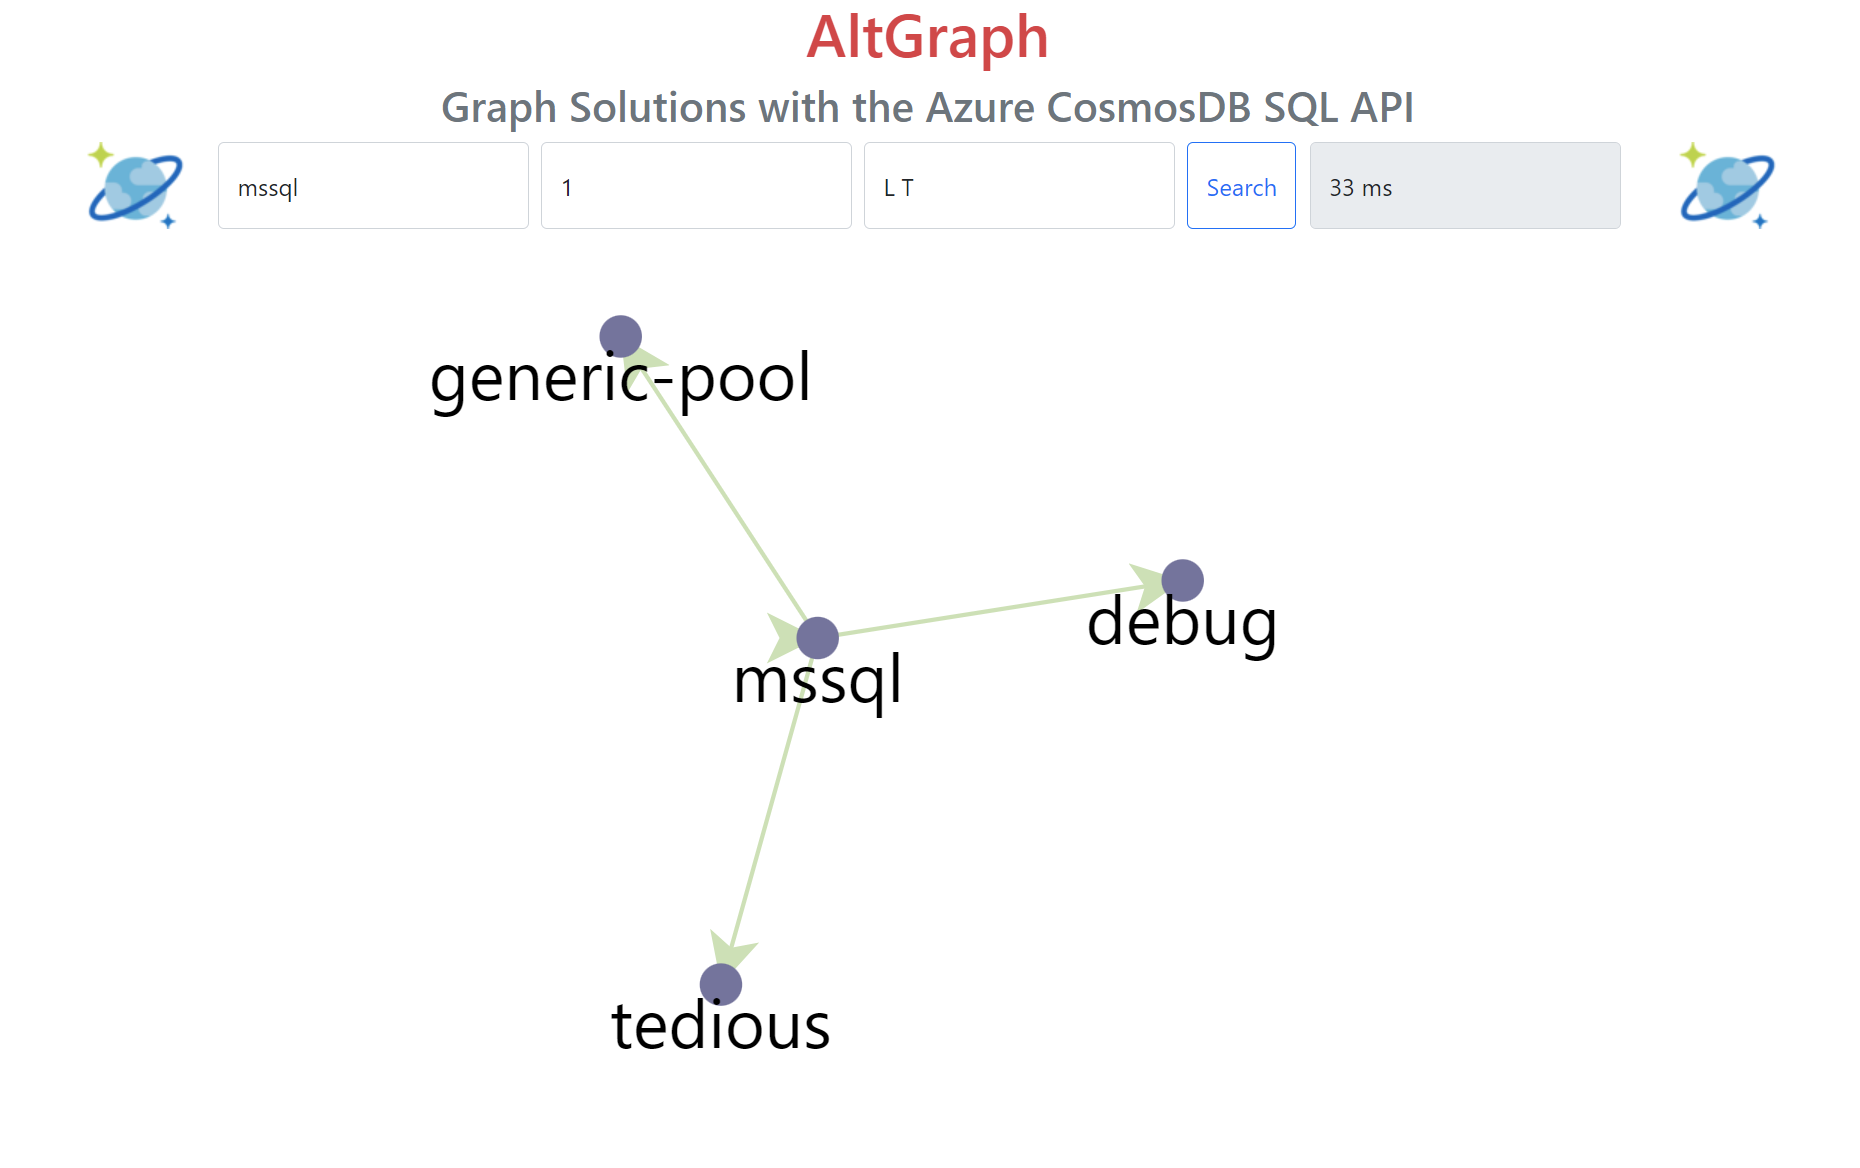 AltGraph
Graph Solutions with the Azure CosmosDB SQL API
mssql 1 L T Search 33 ms
generic-pool
debug
mssql
tedious